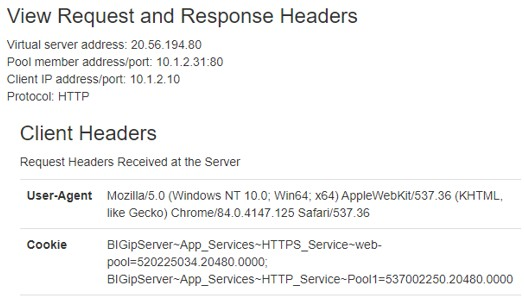 View Request and Response Headers
Virtual server address: 20.56.194.80
Pool member address/port: 10.1.2.31:80
Client IP address/port: 10.1.2.10
Protocol: HTTP
Client Headers
Request Headers Received at the Server
User-Agent Mozilla/5.0 (Windows NT 10.0; Win64; x64) AppleWebKit/537.36 (KHTML,
like Gecko) Chrome/84.0.4147.125 Safari/537.36
Cookie BIGipServer~App_Services~HTTPS_Service~web-
pool=520225034.20480.0000;
BIGipServer~App_Services~HTTP_Service~Pool1=537002250.20480.0000